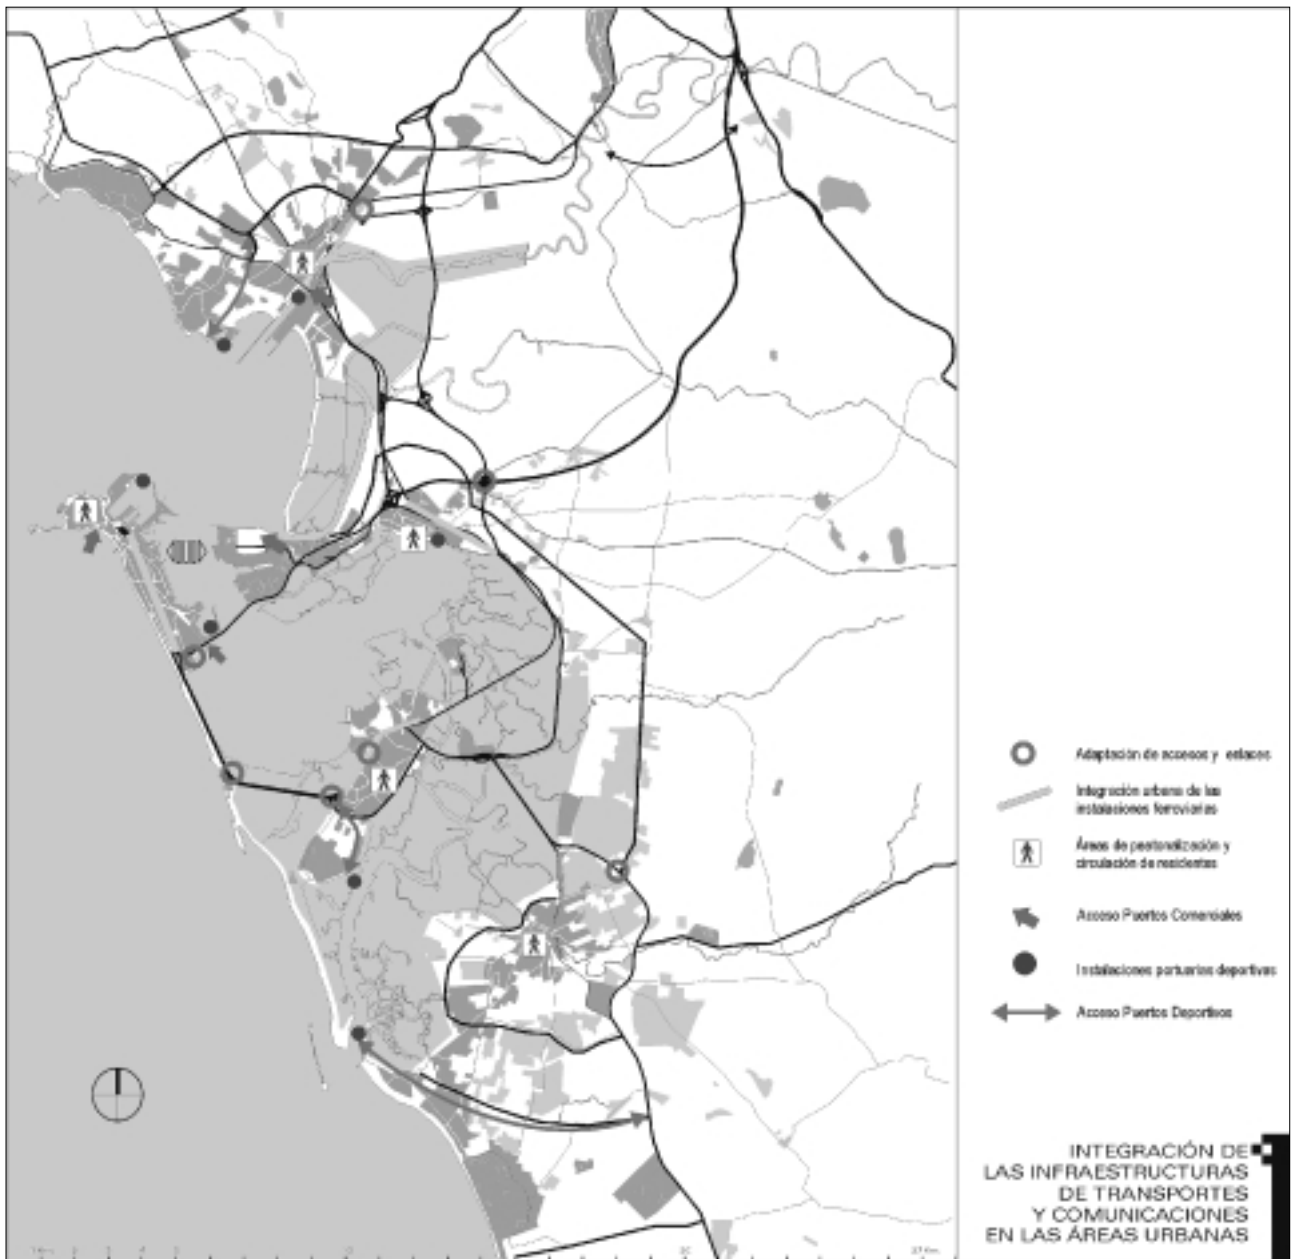 Adaptación de accesos y enlaces
Integración urbana de las
instalaciones ferroviarias
Áreas de peatonalización y
circulación de residentes
Acceso Puertos Comerciales
Instalaciones portuarias deportivas
Acceso Puertos Deportivos
INTEGRACIÓN DE
LAS INFRAESTRUCTURAS
DE TRANSPORTES
Y COMUNICACIONES
EN LAS ÁREAS URBANAS
1